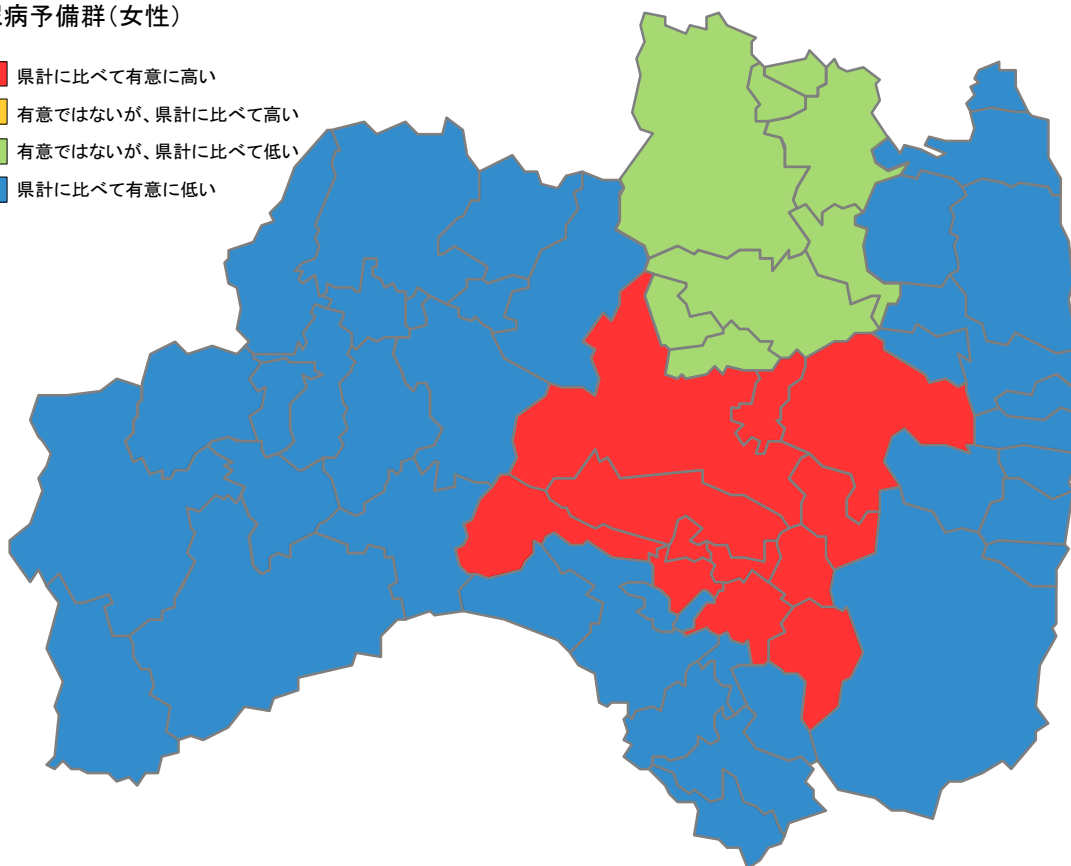 病予備群(女性)
県計に比べて有意に高い
有意ではないが、県計に比べて高い
有意ではないが、県計に比べて低い
県計に比べて有意に低い